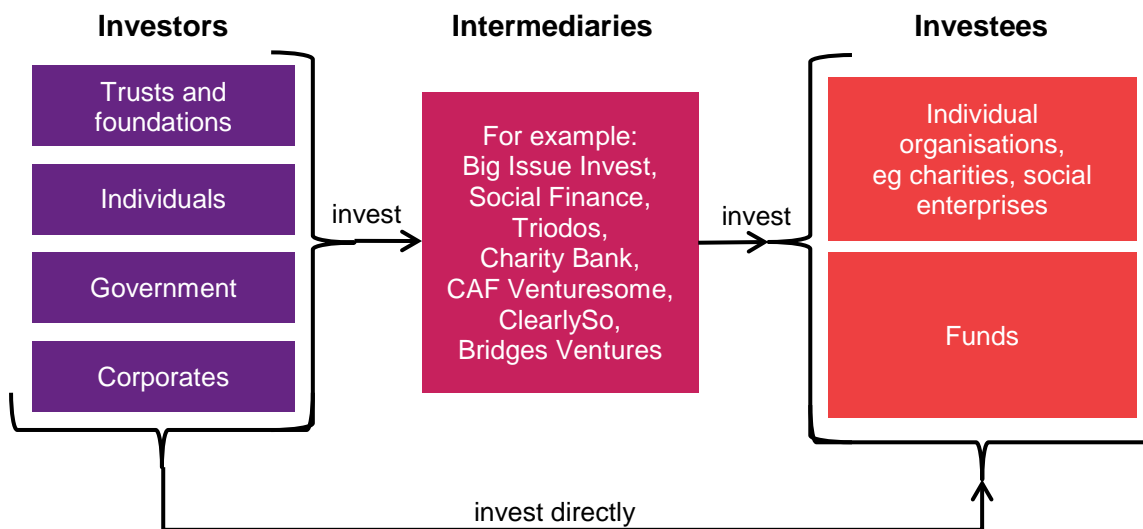 Investors
Intermediaries
Investees
Trusts and
foundations
Individuals
Government
Corporates
invest
For example:
Big Issue Invest,
Social Finance,
Triodos,
Charity Bank,
CAF Venturesome,
ClearlySo,
Bridges Ventures
invest
Individual
organisations,
eg charities, social
enterprises
Funds
invest directly